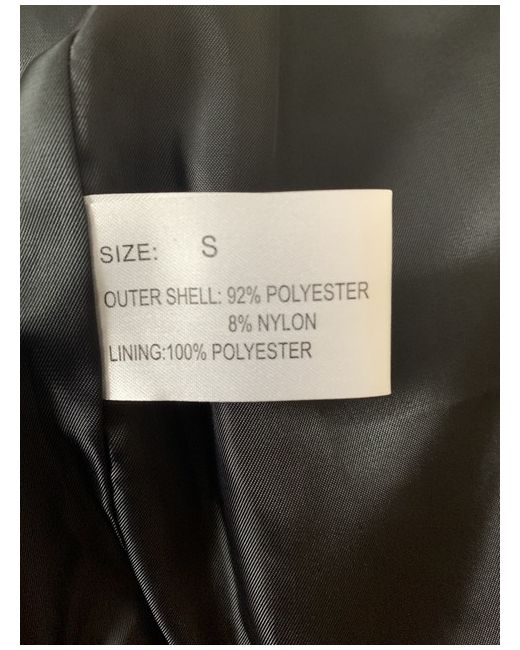 SIZE: S
OUTER SHELL: 92% POLYESTER
8% NYLON
LINING:100% POLYESTER